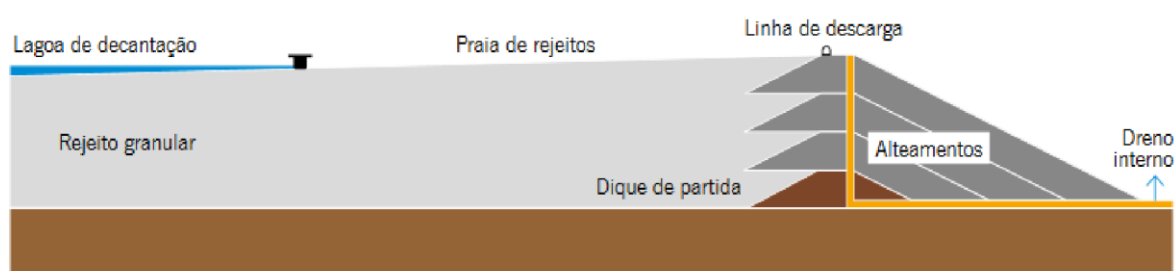 Lagoa de decantação
Praia de rejeitos
Linha de descarga
Rejeito granular
Alteamentos
Dreno
interno
Dique de partida